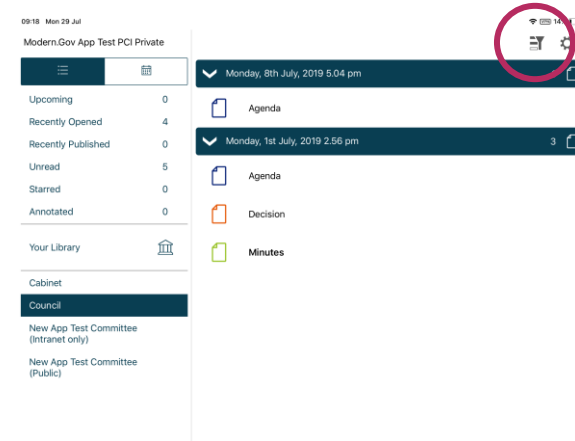 09:18 Mon 29 Jul
Modern.Gov App Test PCI Private
Upcoming 0
Recently Opened 4
Recently Published 0
Unread 5
Starred 0
Annotated 0
Your Library
Cabinet
Council
New App Test Committee
(Intranet only)
New App Test Committee
(Public)
Monday, 8th July, 2019 5.04 pm
Agenda
Monday, 1st July, 2019 2.56 pm 3
Agenda
Decision
Minutes